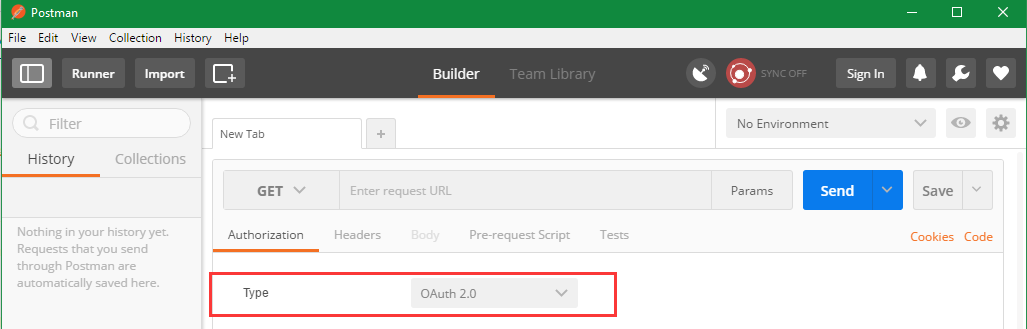 Postman
File Edit View Collection History Help
Runner Import Builder Team Library SYNC OFF Sign In
Filter
New Tab
No Environment
History Collections
GET Enter request URL Params Send Save
Nothing in your history yet.
Requests that you send
through Postman are
automatically saved here.
Authorization Headers Body Pre-request Script Tests Cookies Code
Type OAuth 2.0